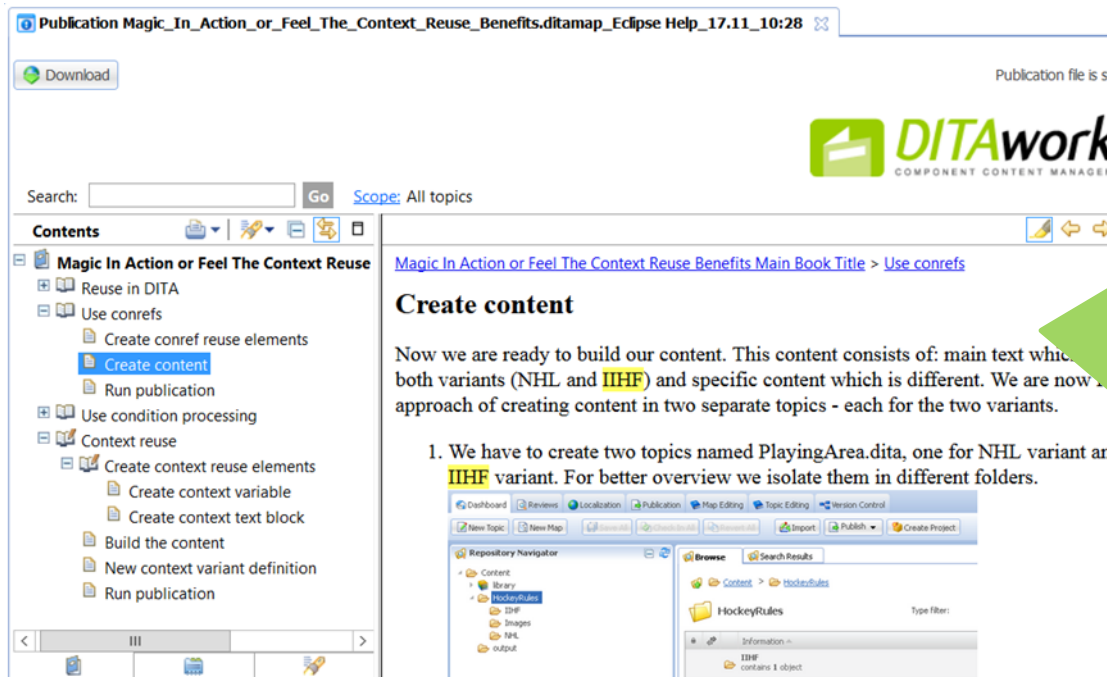 Publication Magic_In_Action_or_Feel_The_Context_Reuse_Benefits.ditamap_Eclipse Help_17.11_10:28
Download
Publication file is s
DITAwork
COMPONENT CONTENT MANAGE
Search:
Go
Scope: All topics
Contents
Magic In Action or Feel The Context Reuse
Reuse in DITA
Use conrefs
Create conref reuse elements
Create content
Run publication
Use condition processing
Context reuse
Create context reuse elements
Create context variable
Create context text block
Build the content
New context variant definition
Run publication
Magic In Action or Feel The Context Reuse Benefits Main Book Title > Use conrefs
Create content
Now we are ready to build our content. This content consists of: main text
both variants (NHL and IIHF) and specific content which is different. We are now
approach of creating content in two separate topics - each for the two variants.
1. We have to create two topics named PlayingArea.dita, one for NHL variant an
IIHF variant. For better overview we isolate them in different folders.
Dashboard Reviews Localization Publication Map Editing Topic Editing Version Control
New Topic New Map Save All Check In All Revert All Import Publish Create Project
Repository Navigator
Content
library
HockeyRules
IIHF
Images
NHL
output
Browse Search Results
Content > HockeyRules
HockeyRules Type filter:
Information
IIHF
contains 1 object